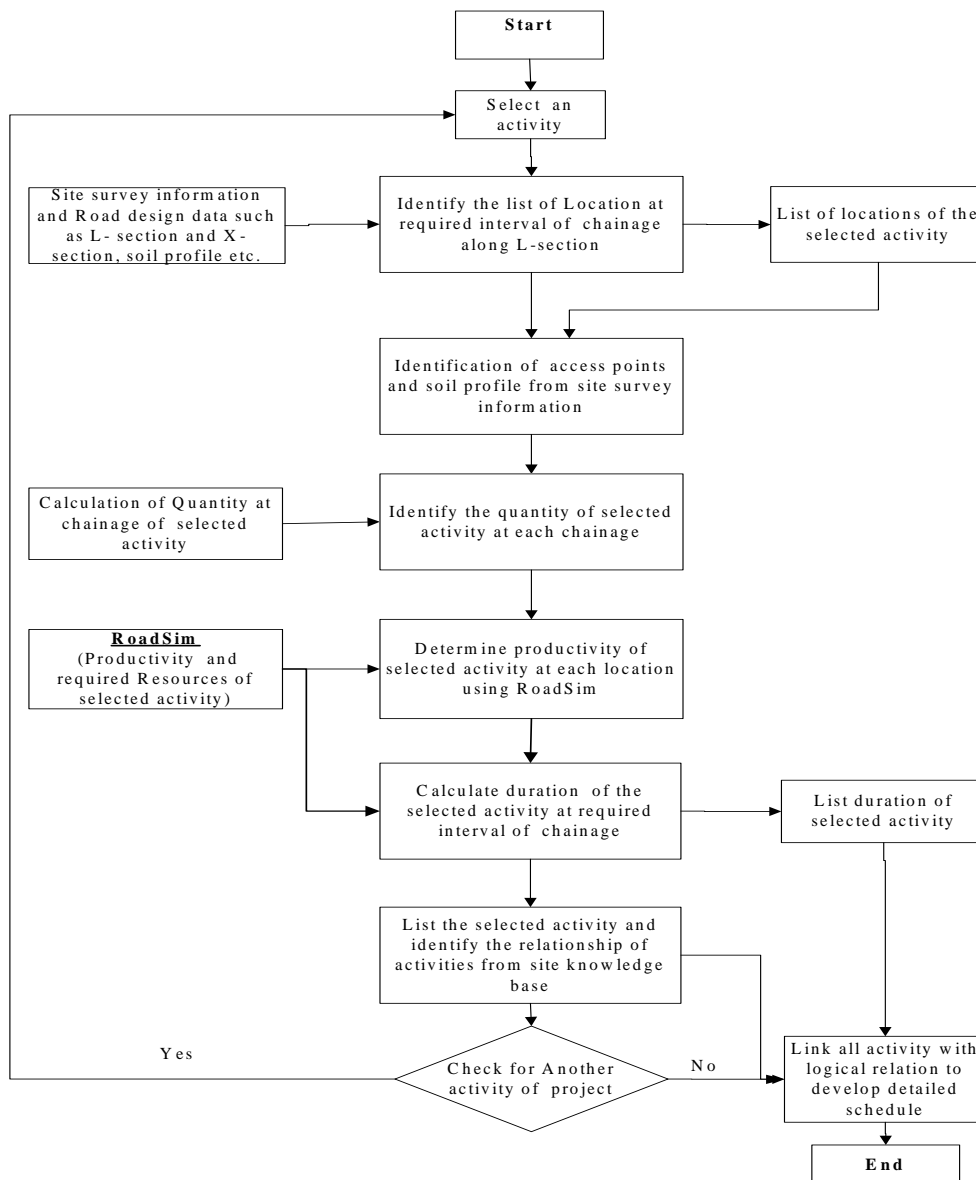 Start
Select an
activity
Site survey information
and Road design data such
as L- section and X-
section, soil profile etc.
Identify the list of Location at
required interval of chainage
along L-section
List of locations of the
selected activity
Identification of access points
and soil profile from site survey
information
Calculation of Quantity at
chainage of selected
activity
Identify the quantity of selected
activity at each chainage
RoadSim
(Productivity and
required Resources of
selected activity)
Determine productivity of
selected activity at each location
using RoadSim
Calculate duration of the
selected activity at required
interval of chainage
List duration of
selected activity
List the selected activity and
identify the relationship of
activities from site knowledge
base
Yes
Check for Another
activity of project
No
Link all activity with
logical relation to
develop detailed
schedule
End